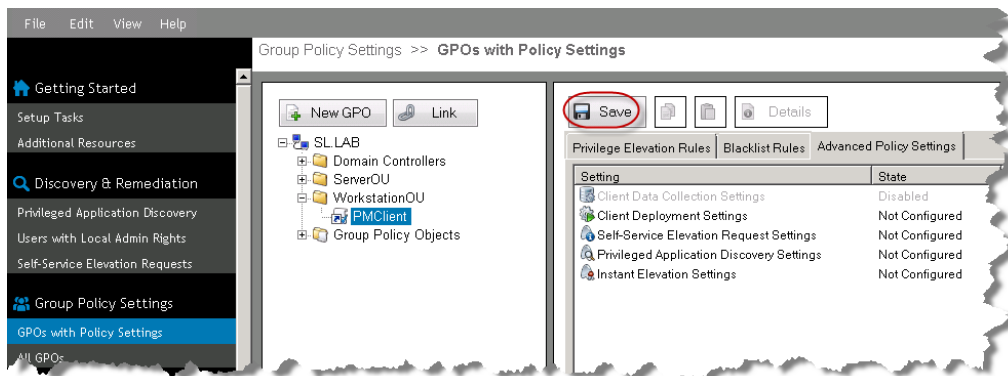 File Edit View Help
Group Policy Settings >> GPOs with Policy Settings
Getting Started
Setup Tasks
Additional Resources
Discovery & Remediation
Privileged Application Discovery
Users with Local Admin Rights
Self-Service Elevation Requests
Group Policy Settings
GPOs with Policy Settings
All GPOs
New GPO Link
SL.LAB
Domain Controllers
ServerOU
WorkstationOU
PMClient
Group Policy Objects
Save Details
Privilege Elevation Rules Blacklist Rules Advanced Policy Settings
Setting State
Client Data Collection Settings Disabled
Client Deployment Settings Not Configured
Self-Service Elevation Request Settings Not Configured
Privileged Application Discovery Settings Not Configured
Instant Elevation Settings Not Configured